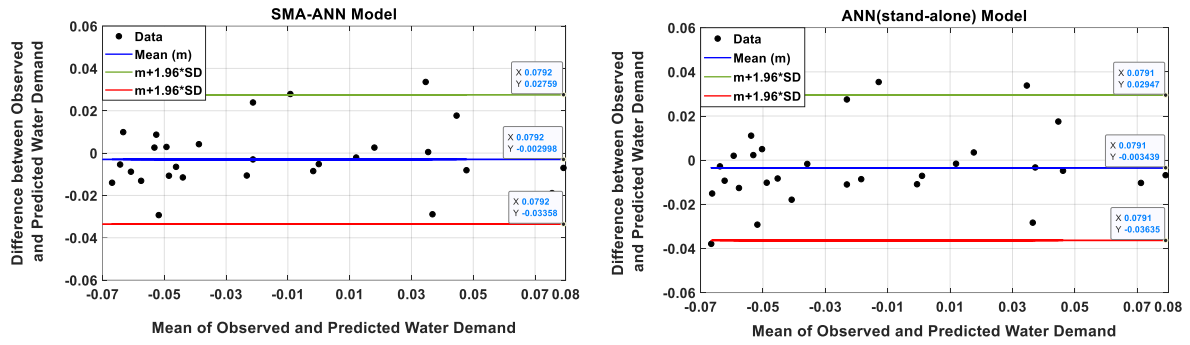 SMA-ANN Model
Difference between Observed
and Predicted Water Demand
0.06
0.04
0.02
0
-0.02
-0.04
-0.06
Data
Mean (m)
m+1.96*SD
m+1.96*SD
X 0.0792
Y 0.02759
X 0.0792
Y -0.002998
X 0.0792
Y -0.03358
-0.07
-0.05
-0.03
-0.01
0.01
0.03
0.05
0.07
0.08
Mean of Observed and Predicted Water Demand
ANN(stand-alone) Model
Difference between Observed
and Predicted Water Demand
0.06
0.04
0.02
0
-0.02
-0.04
-0.06
Data
Mean (m)
m+1.96*SD
m+1.96*SD
X 0.0791
Y 0.02947
X 0.0791
Y -0.003439
X 0.0791
Y -0.03635
-0.07
-0.05
-0.03
-0.01
0.01
0.03
0.05
0.07
0.08
Mean of Observed and Predicted Water Demand